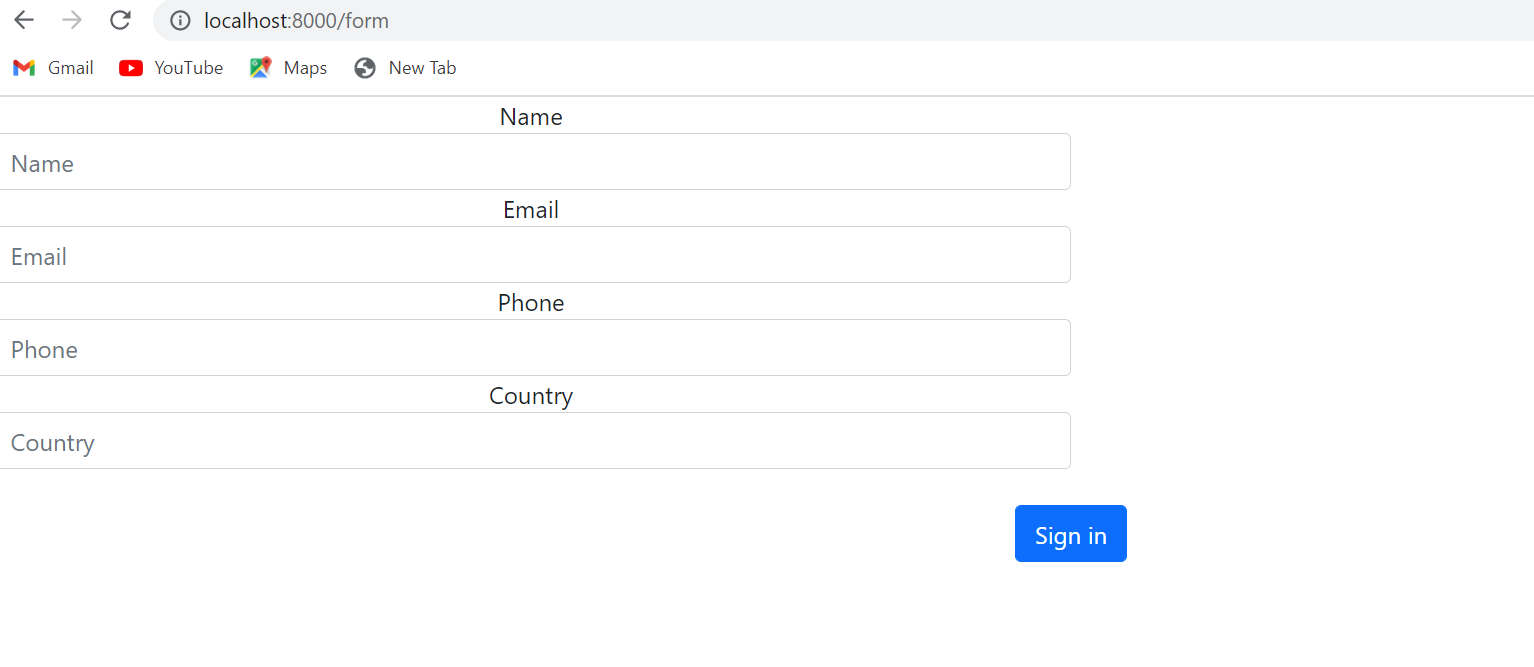 localhost:8000/form
Gmail YouTube Maps New Tab
Name
Name
Email
Email
Phone
Phone
Country
Country
Sign in